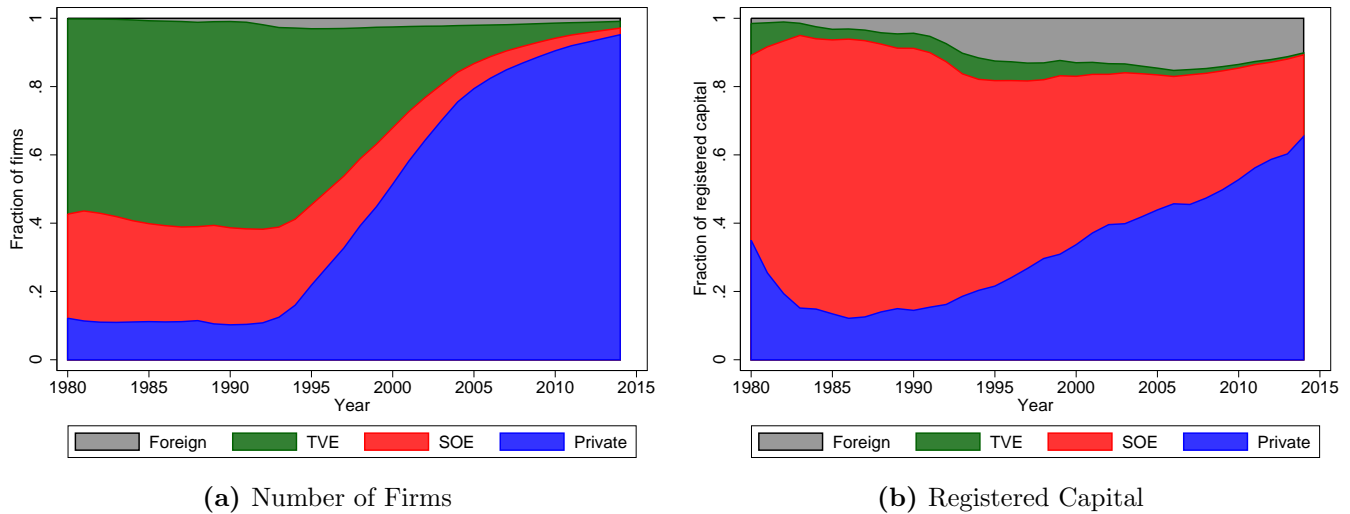 0 .2 .4 .6 .8 1
Fraction of firms
1980 1985 1990 1995 2000 2005 2010 2015
Year
Foreign TVE SOE Private
(a) Number of Firms
0 .2 .4 .6 .8 1
Fraction of registered capital
1980 1985 1990 1995 2000 2005 2010 2015
Year
Foreign TVE SOE Private
(b) Registered Capital